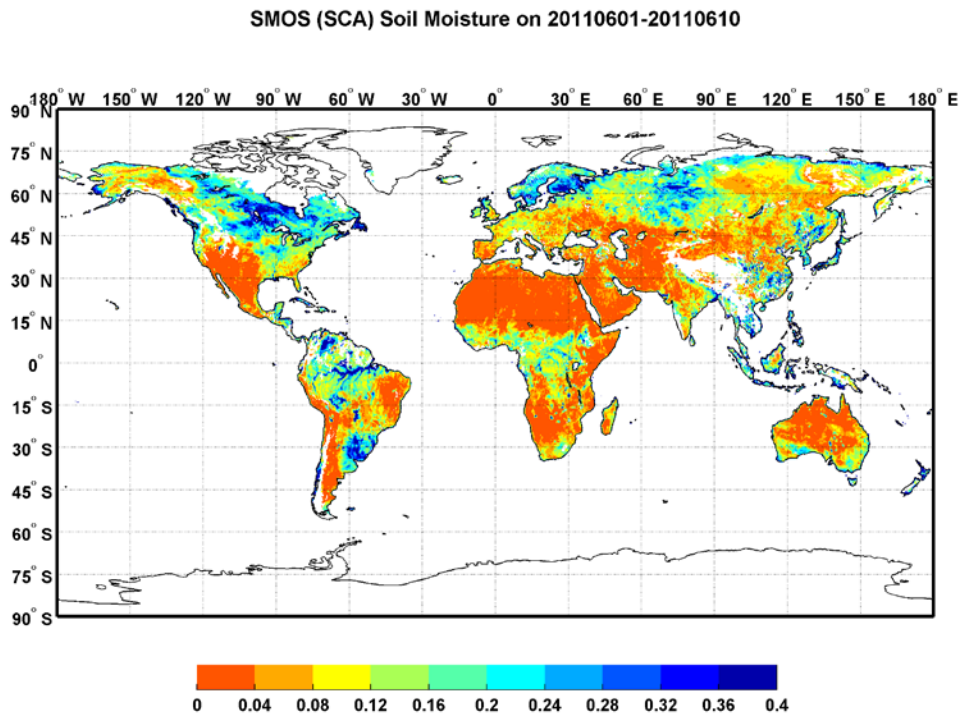 SMOS (SCA) Soil Moisture on 20110601-20110610
180° W 150° W 120° W 90° W 60° W 30° W 0° 30° E 60° E 90° E 120° E 150° E 180° E
90° N
75° N
60° N
45° N
30° N
15° N
0°
15° S
30° S
45° S
60° S
75° S
90° S
0 0.04 0.08 0.12 0.16 0.2 0.24 0.28 0.32 0.36 0.4